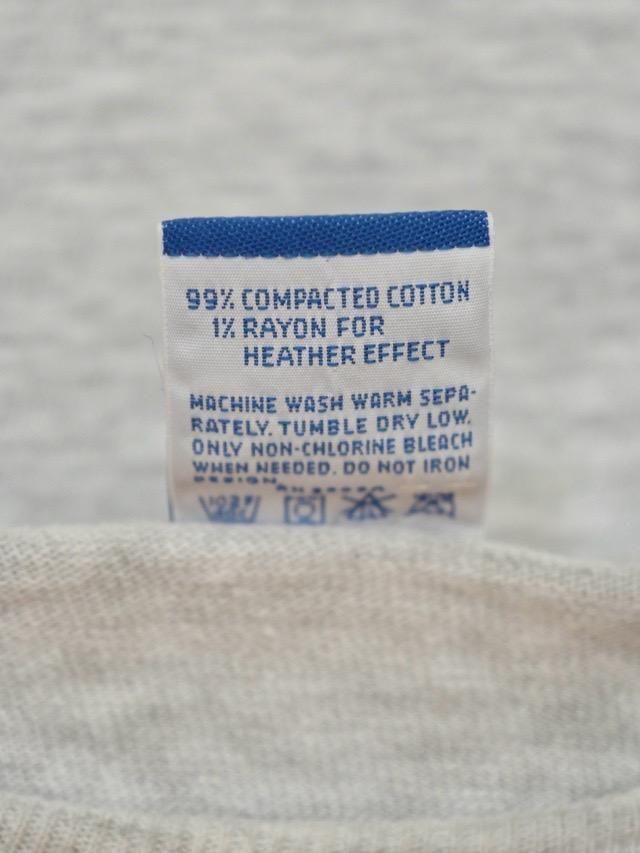 99% COMPACTED COTTON
1% RAYON FOR
HEATHER EFFECT
MACHINE WASH WARM SEPA-
RATELY. TUMBLE DRY LOW.
ONLY NON-CHLORINE BLEACH
WHEN NEEDED. DO NOT IRON
DESIGN.